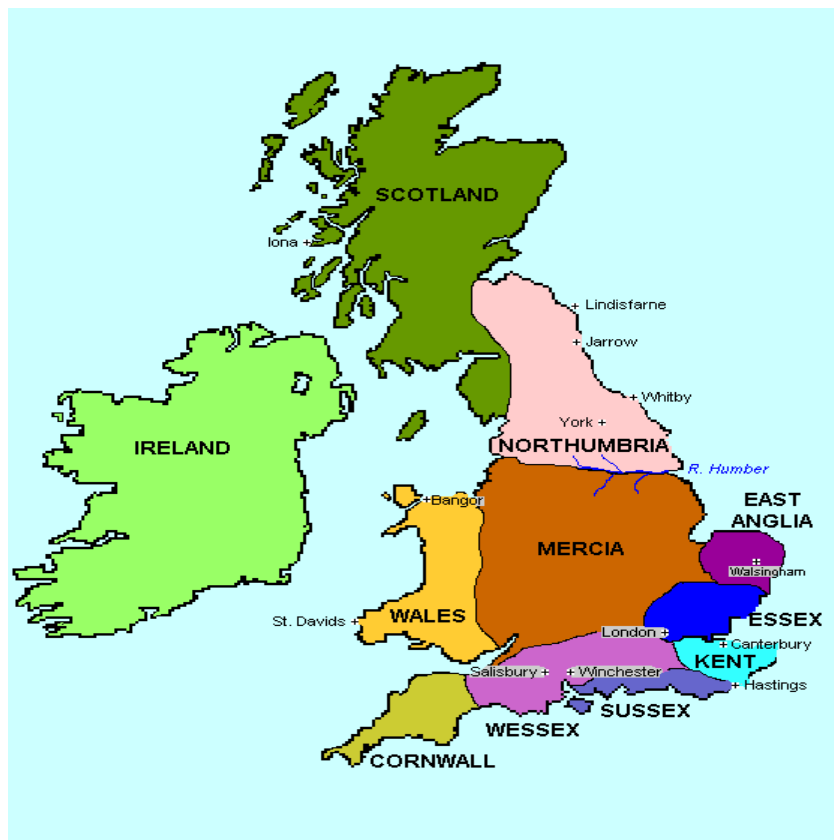 SCOTLAND
Iona
Lindisfarne
Jarrow
Whitby
York
NORTHUMBRIA
IRELAND
R. Humber
Bangor
EAST
ANGLIA
MERCIA
Walsingham
WALES
St. Davids
ESSEX
London
Canterbury
KENT
Salisbury
Winchester
Hastings
SUSSEX
WESSEX
CORNWALL